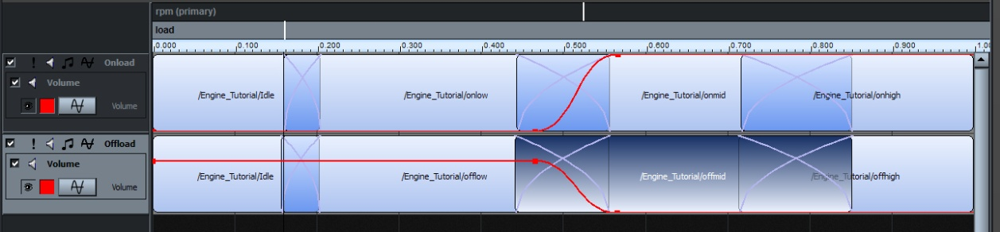 rpm (primary)
load
0.000 0.100 0.200 0.300 0.400 0.500 0.600 0.700 0.800 0.900 1.00
Onload
Volume
Volume
/Engine_Tutorial/Idle /Engine_Tutorial/onlow /Engine_Tutorial/onmid /Engine_Tutorial/onhigh
Offload
Volume
Volume
/Engine_Tutorial/Idle /Engine_Tutorial/offlow /Engine_Tutorial/offmid /Engine_Tutorial/offhigh